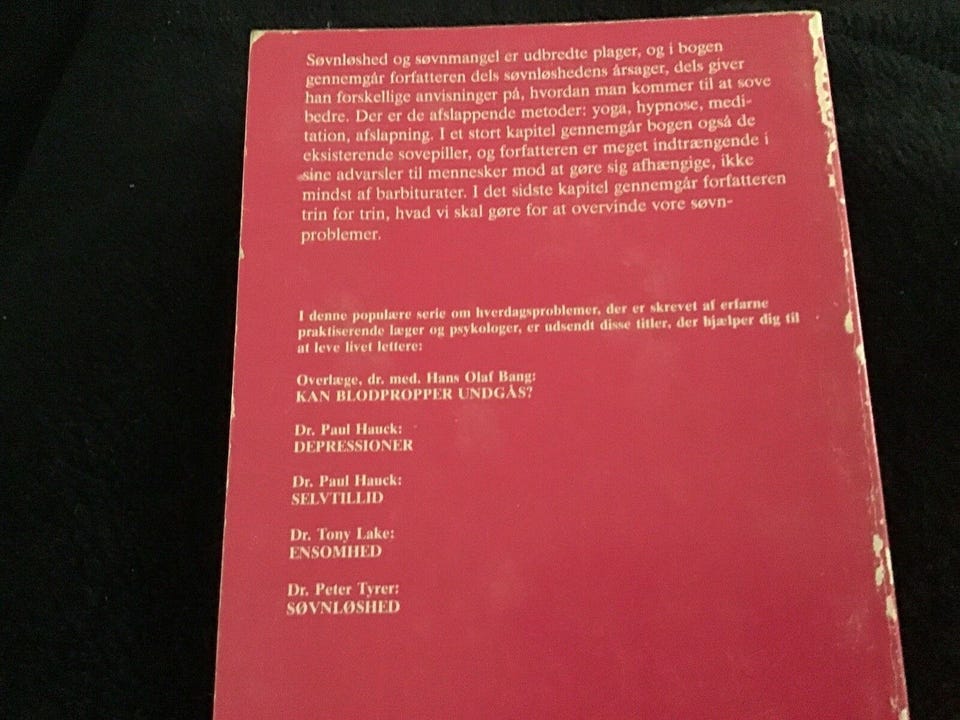 Søvnløshed og søvnmangel er udbredte plager, og i bogen
gennemgår forfatteren dels søvnløshedens årsager, dels giver
han forskellige anvisninger på, hvordan man kommer til at sove
bedre. Der er de afslappende metoder: yoga, hypnose, medi-
tation, afslapning. I et stort kapitel gennemgår bogen også de
eksisterende sovepiller, og forfatteren er meget indtrængende i
sine advarsler til mennesker mod at gøre sig afhængige, ikke
mindst af barbiturater. I det sidste kapitel gennemgår forfatteren
trin for trin, hvad vi skal gøre for at overvinde vore søvn-
problemer.
I denne populære serie om hverdagsproblemer, der er skrevet af erfarne
praktiserende læger og psykologer, er udsendt disse titler, der hjælper dig til
at leve livet lettere:
Overlæge, dr. med. Hans Olaf Bang:
KAN BLODPROPPER UNDGÅS?
Dr. Paul Hauck:
DEPRESSIONER
Dr. Paul Hauck:
SELVTILLID
Dr. Tony Lake:
ENSOMHED
Dr. Peter Tyrer:
SØVNLØSHED